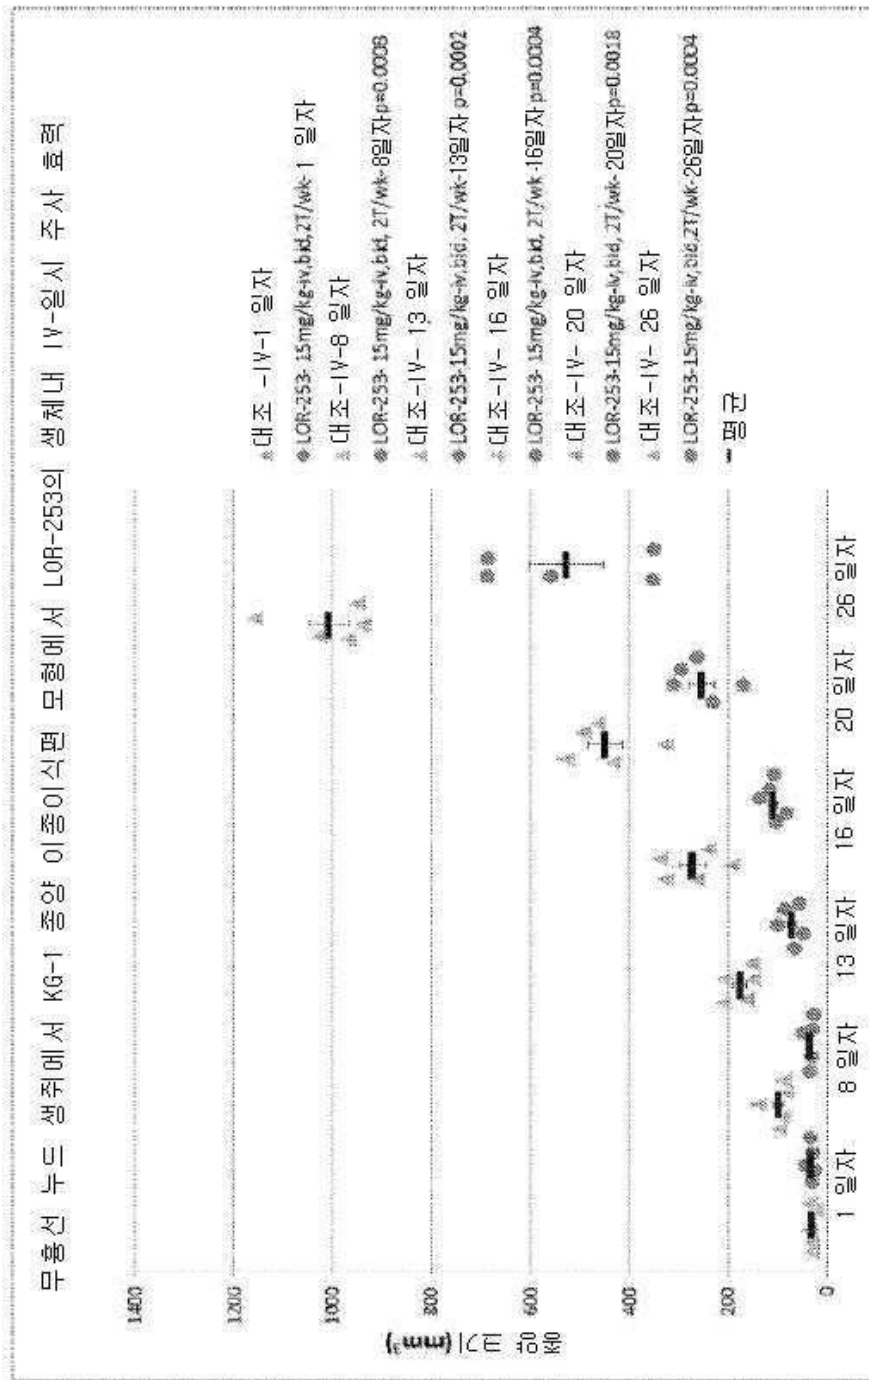 무흉선 누드 생쥐에서 KG-1 종양 이종이식편 모형에서 LOR-253의 생체내 IV-일시 주사 효력
종양 크기(mm³)
1400
1200
1000
800
600
400
200
0
1 일자
8 일자
13 일자
16 일자
20 일자
26 일자
대조 -IV-1 일자
LOR-253- 15mg/kg-iv,bid,2T/wk- 1 일자
대조-IV-8 일자
LOR-253- 15mg/kg-iv,bid, 2T/wk- 8일자p=0.0008
대조-IV- 13 일자
LOR-253-15mg/kg-iv,bid, 2T/wk-13일자 p=0.0002
대조-IV- 16 일자
LOR-253- 15mg/kg-iv,bid, 2T/wk -16일자p=0.0004
대조-IV- 20 일자
LOR-253-15mg/kg-iv,bid, 2T/wk- 20일자p=0.0018
대조-IV- 26 일자
LOR-253-15mg/kg-iv,bid,2T/wk-26일자p=0.0004
평균